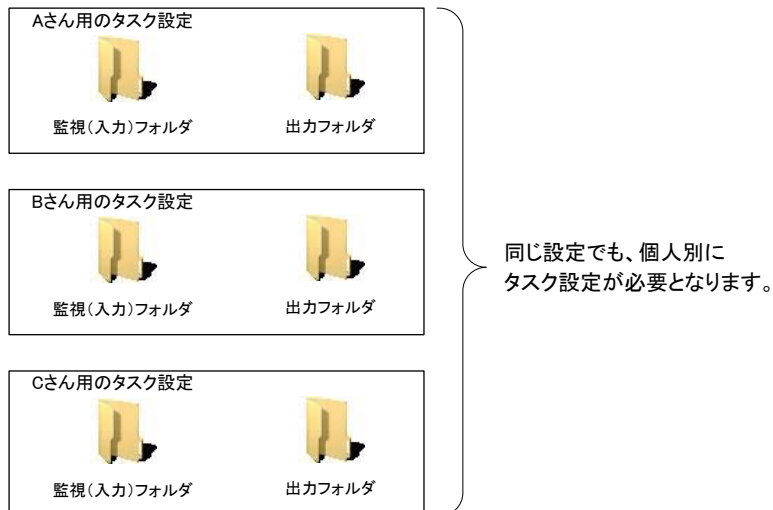 Aさん用のタスク設定
監視(入力)フォルダ
出力フォルダ
Bさん用のタスク設定
監視(入力)フォルダ
出力フォルダ
同じ設定でも、個人別に
タスク設定が必要となります。
Cさん用のタスク設定
監視(入力)フォルダ
出力フォルダ